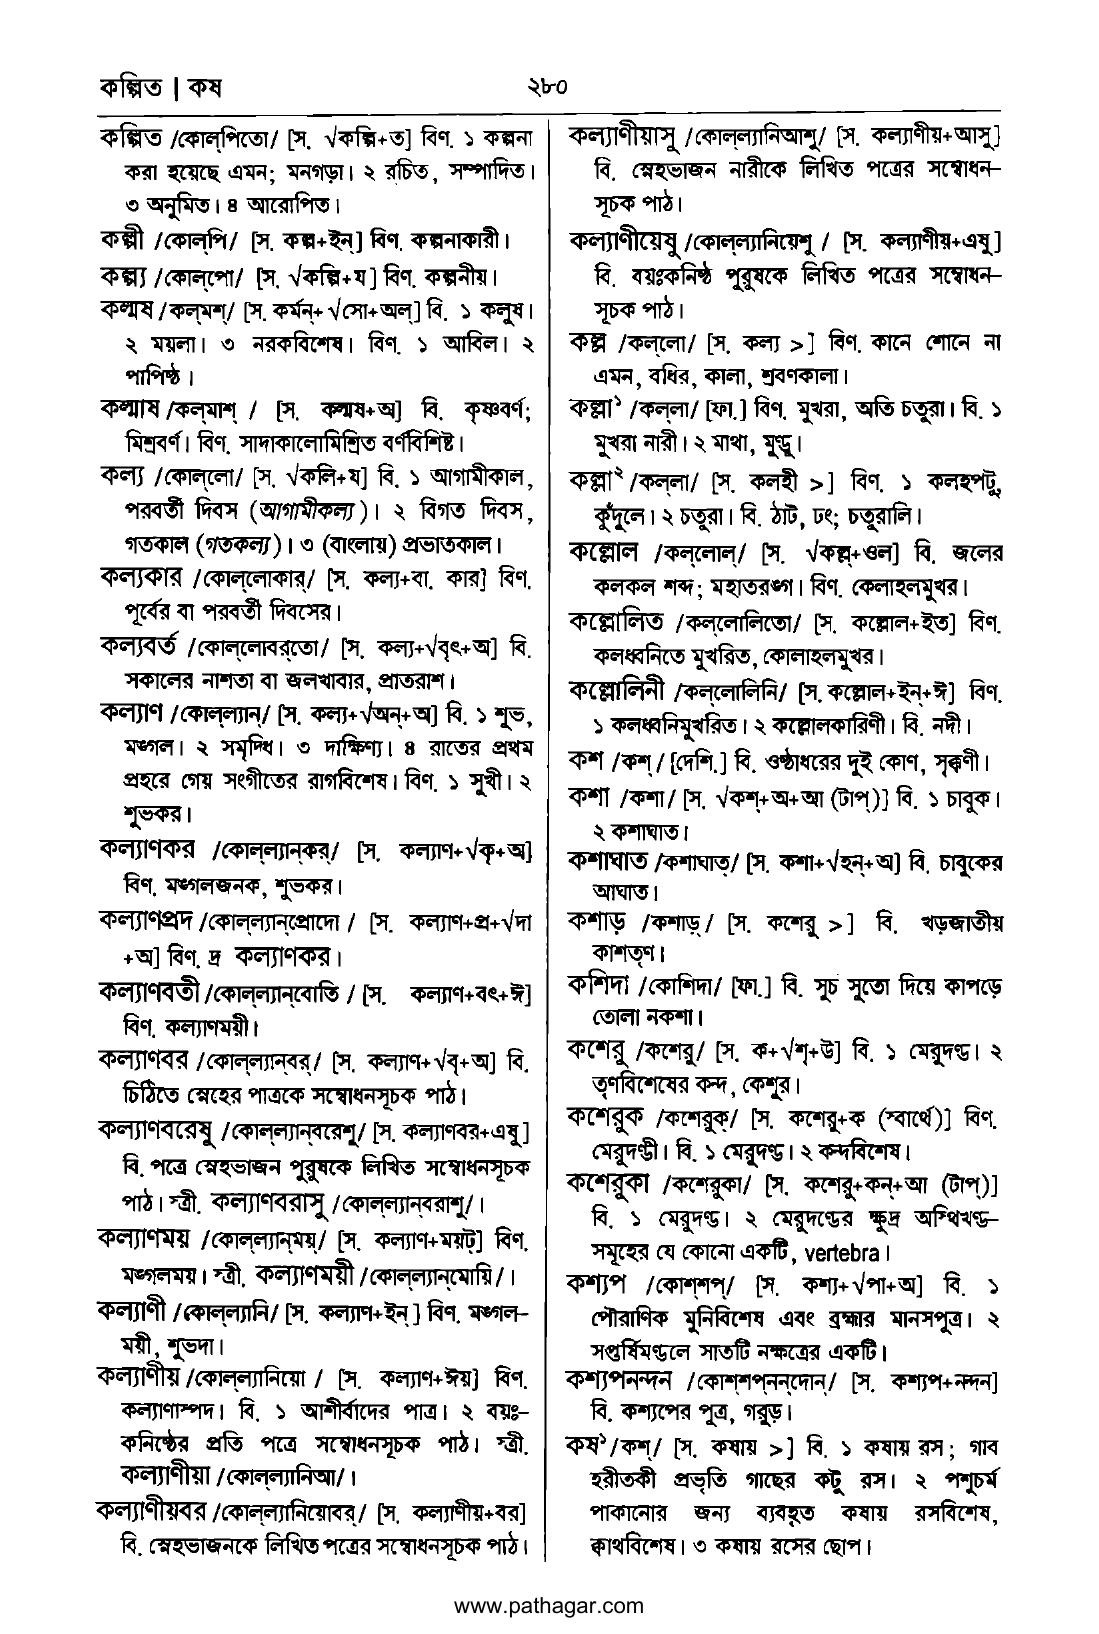 কল্পিত | কষ
২৮০
কল্পিত /কোল্‌পিতো/ [স. √কল্পি+ত] বিণ. ১ কল্পনা
করা হয়েছে এমন; মনগড়া। ২ রচিত, সম্পাদিত।
৩ অনুমিত। ৪ আরোপিত।
কল্পী /কোল্‌পি/ [স. কল্প+ইন্] বিণ. কল্পনাকারী।
কল্প্য /কোল্‌পো/ [স. √কল্পি+য] বিণ. কল্পনীয়।
কল্মষ /কল্‌মশ্/ [স. কর্মন্+ √সো+অল্] বি. ১ কলুষ।
২ ময়লা। ৩ নরকবিশেষ। বিণ. ১ আবিল। ২
পাপিষ্ঠ।
কল্মাষ /কল্‌মাশ্ / [স. কল্মষ+অ] বি. কৃষ্ণবর্ণ;
মিশ্রবর্ণ। বিণ. সাদাকালোমিশ্রিত বর্ণবিশিষ্ট।
কল্য /কোল্‌লো/ [স. √কলি+য] বি. ১ আগামীকাল,
পরবর্তী দিবস (আগামীকল্য)। ২ বিগত দিবস,
গতকাল (গতকল্য)। ৩ (বাংলায়) প্রভাতকাল।
কল্যকার /কোল্‌লোকার্/ [স. কল্য+বা. কার] বিণ.
পূর্বের বা পরবর্তী দিবসের।
কল্যবর্ত /কোল্‌লোবর্‌তো/ [স. কল্য+√বৃৎ+অ] বি.
সকালের নাশতা বা জলখাবার, প্রাতরাশ।
কল্যাণ /কোল্‌ল্যান্/ [স. কল্য+√অন্+অ] বি. ১ শুভ,
মঙ্গল। ২ সমৃদ্ধি। ৩ দাক্ষিণ্য। ৪ রাতের প্রথম
প্রহরে গেয় সংগীতের রাগবিশেষ। বিণ. ১ সুখী। ২
শুভকর।
কল্যাণকর /কোল্‌ল্যান্‌কর্/ [স. কল্যাণ+√কৃ+অ]
বিণ. মঙ্গলজনক, শুভকর।
কল্যাণপ্রদ /কোল্‌ল্যান্‌প্রোদো / [স. কল্যাণ+প্র+√দা
+অ] বিণ. দ্র কল্যাণকর।
কল্যাণবতী /কোল্‌ল্যান্‌বোতি / [স. কল্যাণ+বৎ+ঈ]
বিণ. কল্যাণময়ী।
কল্যাণবর /কোল্‌ল্যান্‌বর্/ [স. কল্যাণ+√বৃ+অ] বি.
চিঠিতে স্নেহের পাত্রকে সম্বোধনসূচক পাঠ।
কল্যাণবরেষু /কোল্‌ল্যান্‌বরেশু/ [স. কল্যাণবর+এষু]
বি. পত্রে স্নেহভাজন পুরুষকে লিখিত সম্বোধনসূচক
পাঠ। স্ত্রী. কল্যাণবরাসু /কোল্‌ল্যান্‌বরাশু/।
কল্যাণময় /কোল্‌ল্যান্‌ময়্/ [স. কল্যাণ+ময়ট্] বিণ.
মঙ্গলময়। স্ত্রী. কল্যাণময়ী /কোল্‌ল্যান্‌মোয়ি/।
কল্যাণী /কোল্‌ল্যানি/ [স. কল্যাণ+ইন্ ] বিণ. মঙ্গল-
ময়ী, শুভদা।
কল্যাণীয় /কোল্‌ল্যানিয়ো / [স. কল্যাণ+ঈয়] বিণ.
কল্যাণাস্পদ। বি. ১ আশীর্বাদের পাত্র। ২ বয়ঃ-
কনিষ্ঠের প্রতি পত্রে সম্বোধনসূচক পাঠ। স্ত্রী.
কল্যাণীয়া /কোল্‌ল্যানিআ/।
কল্যাণীয়বর /কোল্‌ল্যানিয়োবর্/ [স. কল্যাণীয়+বর]
বি. স্নেহভাজনকে লিখিত পত্রের সম্বোধনসূচক পাঠ।
কল্যাণীয়াসু /কোল্‌ল্যানিআশু/ [স. কল্যাণীয়+আসু]
বি. স্নেহভাজন নারীকে লিখিত পত্রের সম্বোধন-
সূচক পাঠ।
কল্যাণীয়েষু /কোল্‌ল্যানিয়েশু / [স. কল্যাণীয়+এষু]
বি. বয়ঃকনিষ্ঠ পুরুষকে লিখিত পত্রের সম্বোধন-
সূচক পাঠ।
কল্ল /কল্‌লো/ [স. কল্য >] বিণ. কানে শোনে না
এমন, বধির, কালা, শ্রবণকালা।
কল্লা১ /কল্‌লা/ [ফা.] বিণ. মুখরা, অতি চতুরা। বি. ১
মুখরা নারী। ২ মাথা, মুণ্ডু।
কল্লা২ /কল্‌লা/ [স. কলহী >] বিণ. ১ কলহপটু,
কুঁদুলে। ২ চতুরা। বি. ঠাট, ঢং; চতুরালি।
কল্লোল /কল্‌লোল্/ [স. √কল্ল+ওল] বি. জলের
কলকল শব্দ; মহাতরঙ্গ। বিণ. কেলাহলমুখর।
কল্লোলিত /কল্‌লোলিতো/ [স. কল্লোল+ইত] বিণ.
কলধ্বনিতে মুখরিত, কোলাহলমুখর।
কল্লোলিনী /কল্‌লোলিনি/ [স. কল্লোল+ইন্+ঈ] বিণ.
১ কলধ্বনিমুখরিত। ২ কল্লোলকারিণী। বি. নদী।
কশ /কশ্/ [দেশি.] বি. ওষ্ঠাধরের দুই কোণ, সৃক্কণী।
কশা /কশা/ [স. √কশ্+অ+আ (টাপ্)] বি. ১ চাবুক।
২ কশাঘাত।
কশাঘাত /কশাঘাত্/ [স. কশা+√হন্+অ] বি. চাবুকের
আঘাত।
কশাড় /কশাড়্/ [স. কশেরু >] বি. খড়জাতীয়
কাশতৃণ।
কশিদা /কোশিদা/ [ফা.] বি. সুচ সুতো দিয়ে কাপড়ে
তোলা নকশা।
কশেরু /কশেরু/ [স. ক+√শৃ+উ] বি. ১ মেরুদণ্ড। ২
তৃণবিশেষের কন্দ, কেশুর।
কশেরুক /কশেরুক্/ [স. কশেরু+ক (স্বার্থে)] বিণ.
মেরুদণ্ডী। বি. ১ মেরুদণ্ড। ২ কন্দবিশেষ।
কশেরুকা /কশেরুকা/ [স. কশেরু+কন্+আ (টাপ্)]
বি. ১ মেরুদণ্ড। ২ মেরুদণ্ডের ক্ষুদ্র অস্থিখণ্ড-
সমূহের যে কোনো একটি, vertebra।
কশ্যপ /কোশ্‌শপ্/ [স. কশ্য+√পা+অ] বি. ১
পৌরাণিক মুনিবিশেষ এবং ব্রহ্মার মানসপুত্র। ২
সপ্তর্ষিমণ্ডলে সাতটি নক্ষত্রের একটি।
কশ্যপনন্দন /কোশ্‌শপ্‌নন্‌দোন্/ [স. কশ্যপ+নন্দন]
বি. কশ্যপের পুত্র, গরুড়।
কষ১ /কশ্/ [স. কষায় >] বি. ১ কষায় রস; গাব
হরীতকী প্রভৃতি গাছের কটু রস। ২ পশুচর্ম
পাকানোর জন্য ব্যবহৃত কষায় রসবিশেষ,
ক্বাথবিশেষ। ৩ কষায় রসের ছোপ।
www.pathagar.com